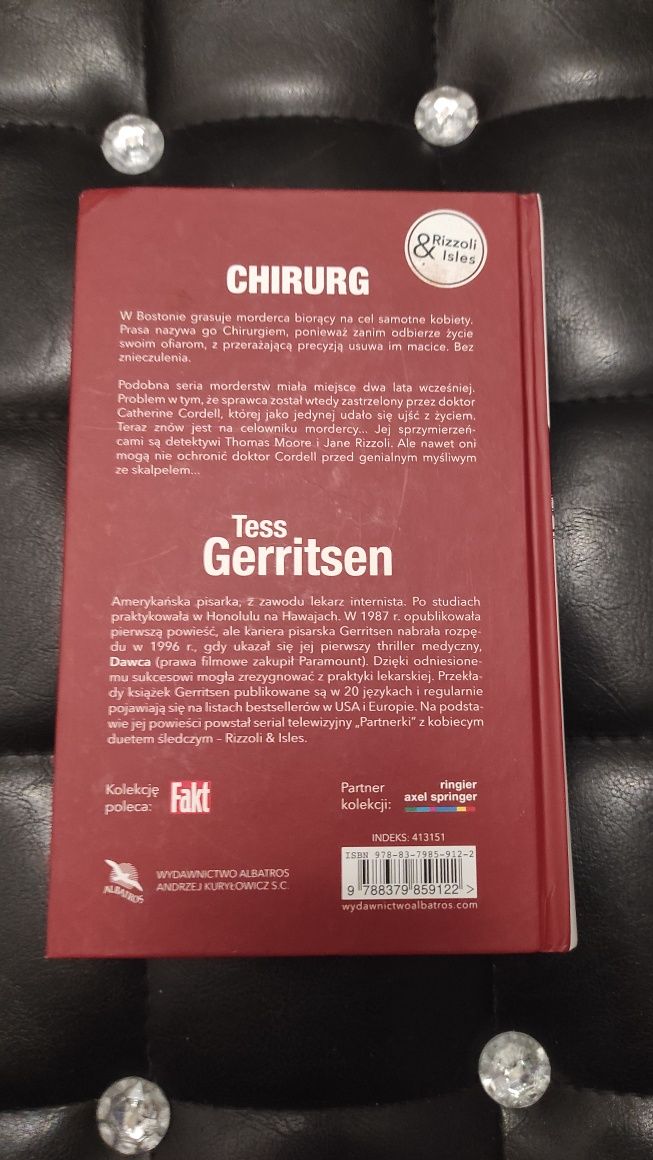 & Rizzoli
Isles
CHIRURG
W Bostonie grasuje morderca biorący na cel samotne kobiety.
Prasa nazywa go Chirurgiem, ponieważ zanim odbierze życie
swoim ofiarom, z przerażającą precyzją usuwa im macice. Bez
znieczulenia.
Podobna seria morderstw miała miejsce dwa lata wcześniej.
Problem w tym, że sprawca został wtedy zastrzelony przez doktor
Catherine Cordell, której jako jedynej udało się ujść z życiem.
Teraz znów jest na celowniku mordercy... Jej sprzymierzeń-
cami są detektywi Thomas Moore i Jane Rizzoli. Ale nawet oni
mogą nie ochronić doktor Cordell przed genialnym myśliwym
ze skalpelem...
Tess
Gerritsen
Amerykańska pisarka, z zawodu lekarz internista. Po studiach
praktykowała w Honolulu na Hawajach. W 1987 r. opublikowała
pierwszą powieść, ale kariera pisarska Gerritsen nabrała rozpę-
du w 1996 r., gdy ukazał się jej pierwszy thriller medyczny,
Dawca (prawa filmowe zakupił Paramount). Dzięki odniesione-
mu sukcesowi mogła zrezygnować z praktyki lekarskiej. Przekła-
dy książek Gerritsen publikowane są w 20 językach i regularnie
pojawiają się na listach bestsellerów w USA i Europie. Na podsta-
wie jej powieści powstał serial telewizyjny „Partnerki” z kobiecym
duetem śledczym – Rizzoli & Isles.
Kolekcję
poleca:
Fakt
Partner
kolekcji:
ringier
axel springer
INDEKS: 413151
ISBN 978-83-7985-912-2
9 788379 859122 >
wydawnictwoalbatros.com
ALBATROS
WYDAWNICTWO ALBATROS
ANDRZEJ KURYŁOWICZ S.C.